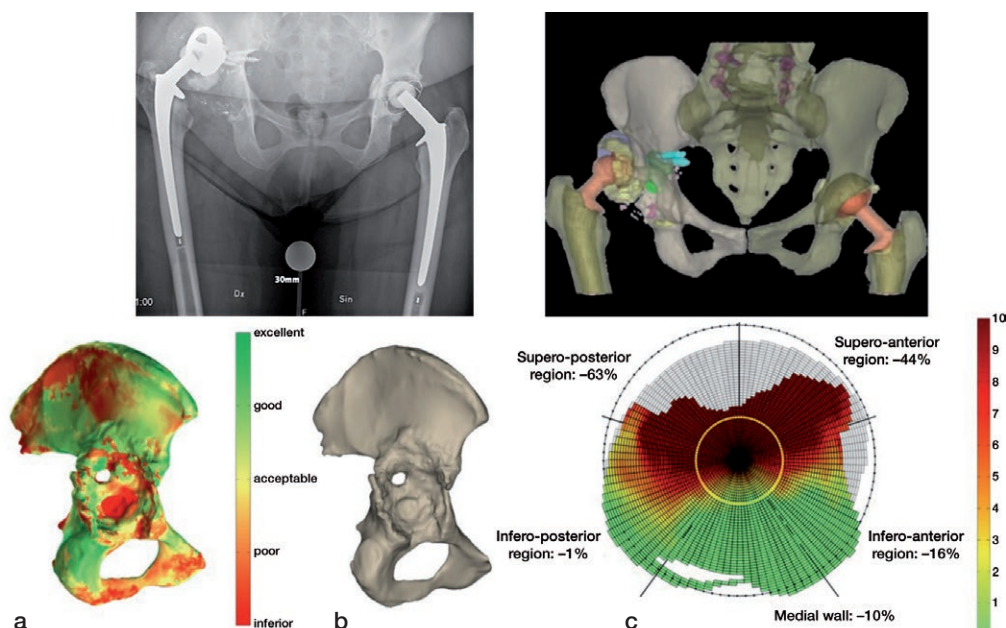 30mm
1:00
Dx
Sin
F
excellent
good
acceptable
poor
inferior
a
b
Supero-posterior
region: –63%
Supero-anterior
region: –44%
Infero-posterior
region: –1%
Infero-anterior
region: –16%
Medial wall: –10%
10
9
8
7
6
5
4
3
2
1
c